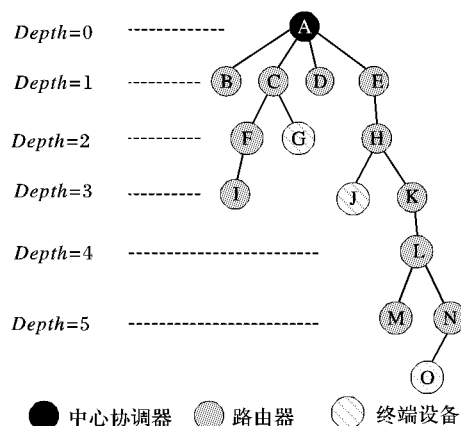 Depth=0
A
Depth=1
B C D E
Depth=2
F G H
Depth=3
I J K
Depth=4
L
Depth=5
M N
O
中心协调器 路由器 终端设备